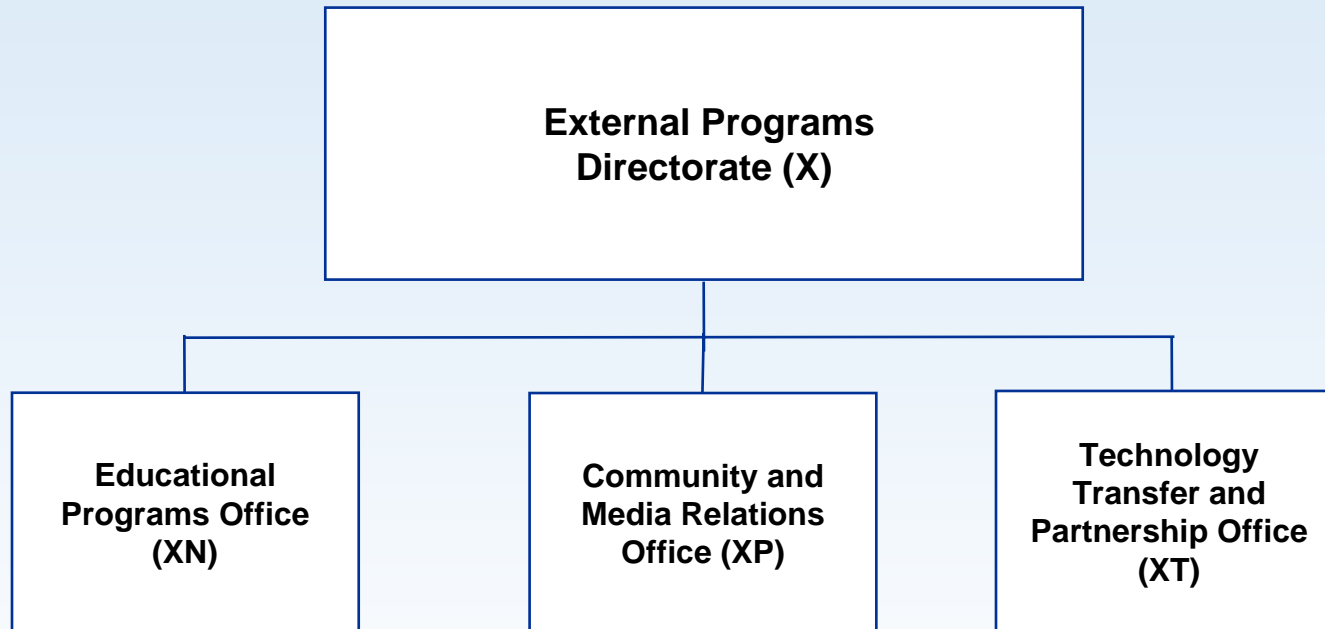 External Programs
Directorate (X)
Educational
Programs Office
(XN)
Community and
Media Relations
Office (XP)
Technology
Transfer and
Partnership Office
(XT)